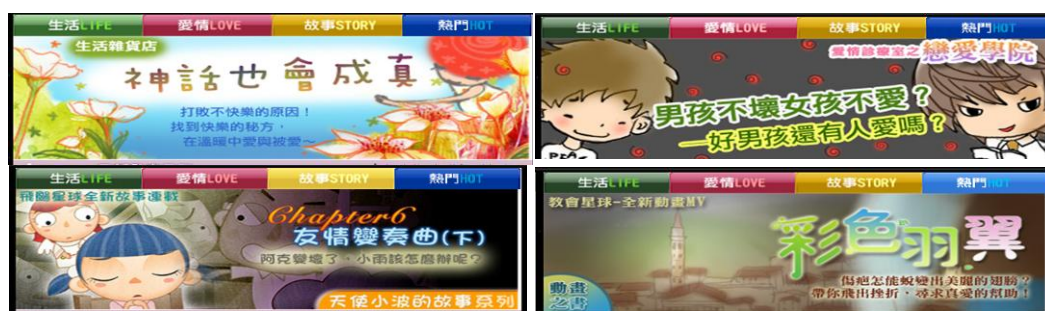 生活LIFE 愛情LOVE 故事STORY 熱門HOT
生活雜貨店
神話也會成真
打敗不快樂的原因！
找到快樂的秘方，
在溫暖中愛與被愛～
生活LIFE 愛情LOVE 故事STORY 熱門HOT
愛情診療室之戀愛學院
男孩不壞女孩不愛？
—好男孩還有人愛嗎？
生活LIFE 愛情LOVE 故事STORY 熱門HOT
飛颺星球全新故事連載
Chapter6
友情變奏曲(下)
阿克變壞了，小雨該怎麼辦呢？
天使小波的故事系列
生活LIFE 愛情LOVE 故事STORY 熱門HOT
教會星球-全新動畫MV
彩色羽翼
傷疤怎能蛻變出美麗的翅膀？
帶你飛出挫折、尋求真愛的幫助！
動畫
之書